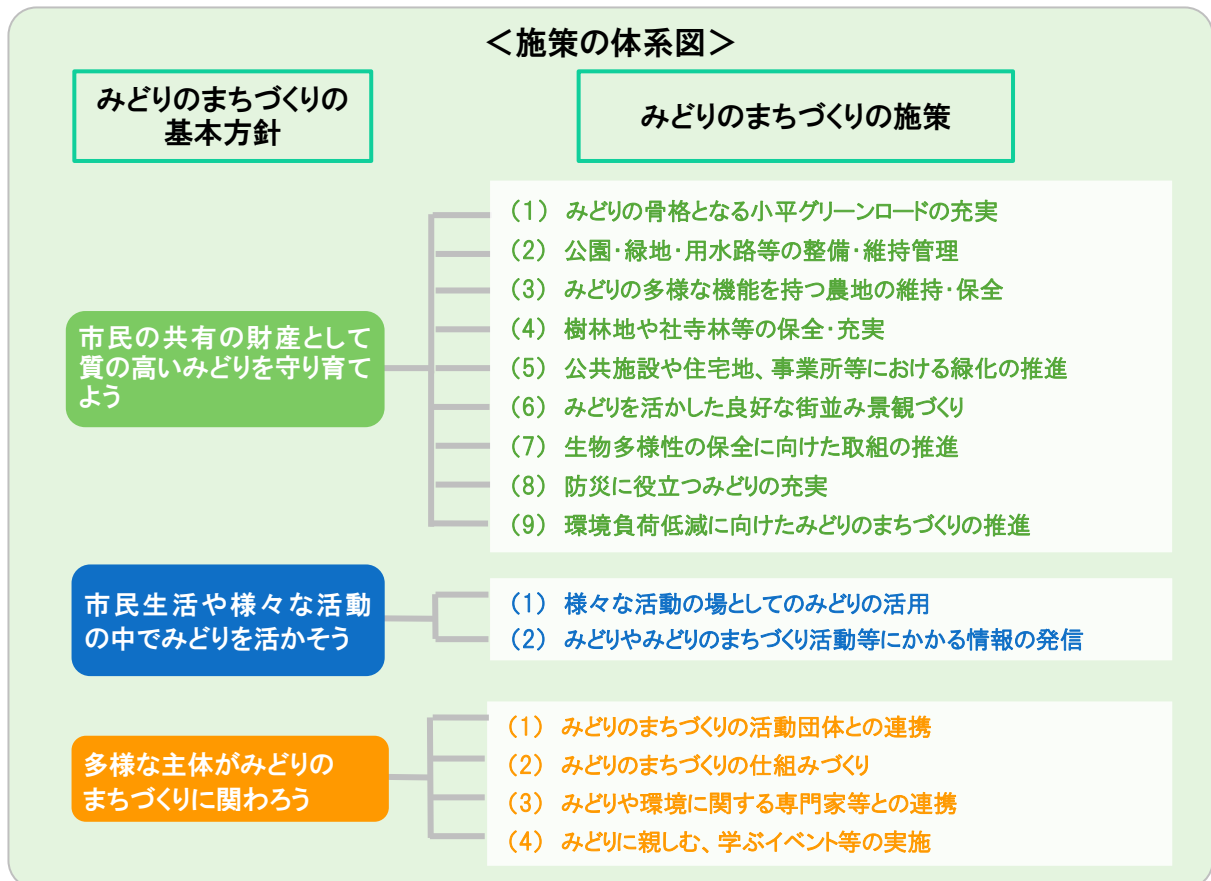 ＜施策の体系図＞
みどりのまちづくりの
基本方針
みどりのまちづくりの施策
市民の共有の財産として
質の高いみどりを守り育て
よう
（1） みどりの骨格となる小平グリーンロードの充実
（2） 公園・緑地・用水路等の整備・維持管理
（3） みどりの多様な機能を持つ農地の維持・保全
（4） 樹林地や社寺林等の保全・充実
（5） 公共施設や住宅地、事業所等における緑化の推進
（6） みどりを活かした良好な街並み景観づくり
（7） 生物多様性の保全に向けた取組の推進
（8） 防災に役立つみどりの充実
（9） 環境負荷低減に向けたみどりのまちづくりの推進
市民生活や様々な活動
の中でみどりを活かそう
（1） 様々な活動の場としてのみどりの活用
（2） みどりやみどりのまちづくり活動等にかかる情報の発信
多様な主体がみどりの
まちづくりに関わろう
（1） みどりのまちづくりの活動団体との連携
（2） みどりのまちづくりの仕組みづくり
（3） みどりや環境に関する専門家等との連携
（4） みどりに親しむ、学ぶイベント等の実施